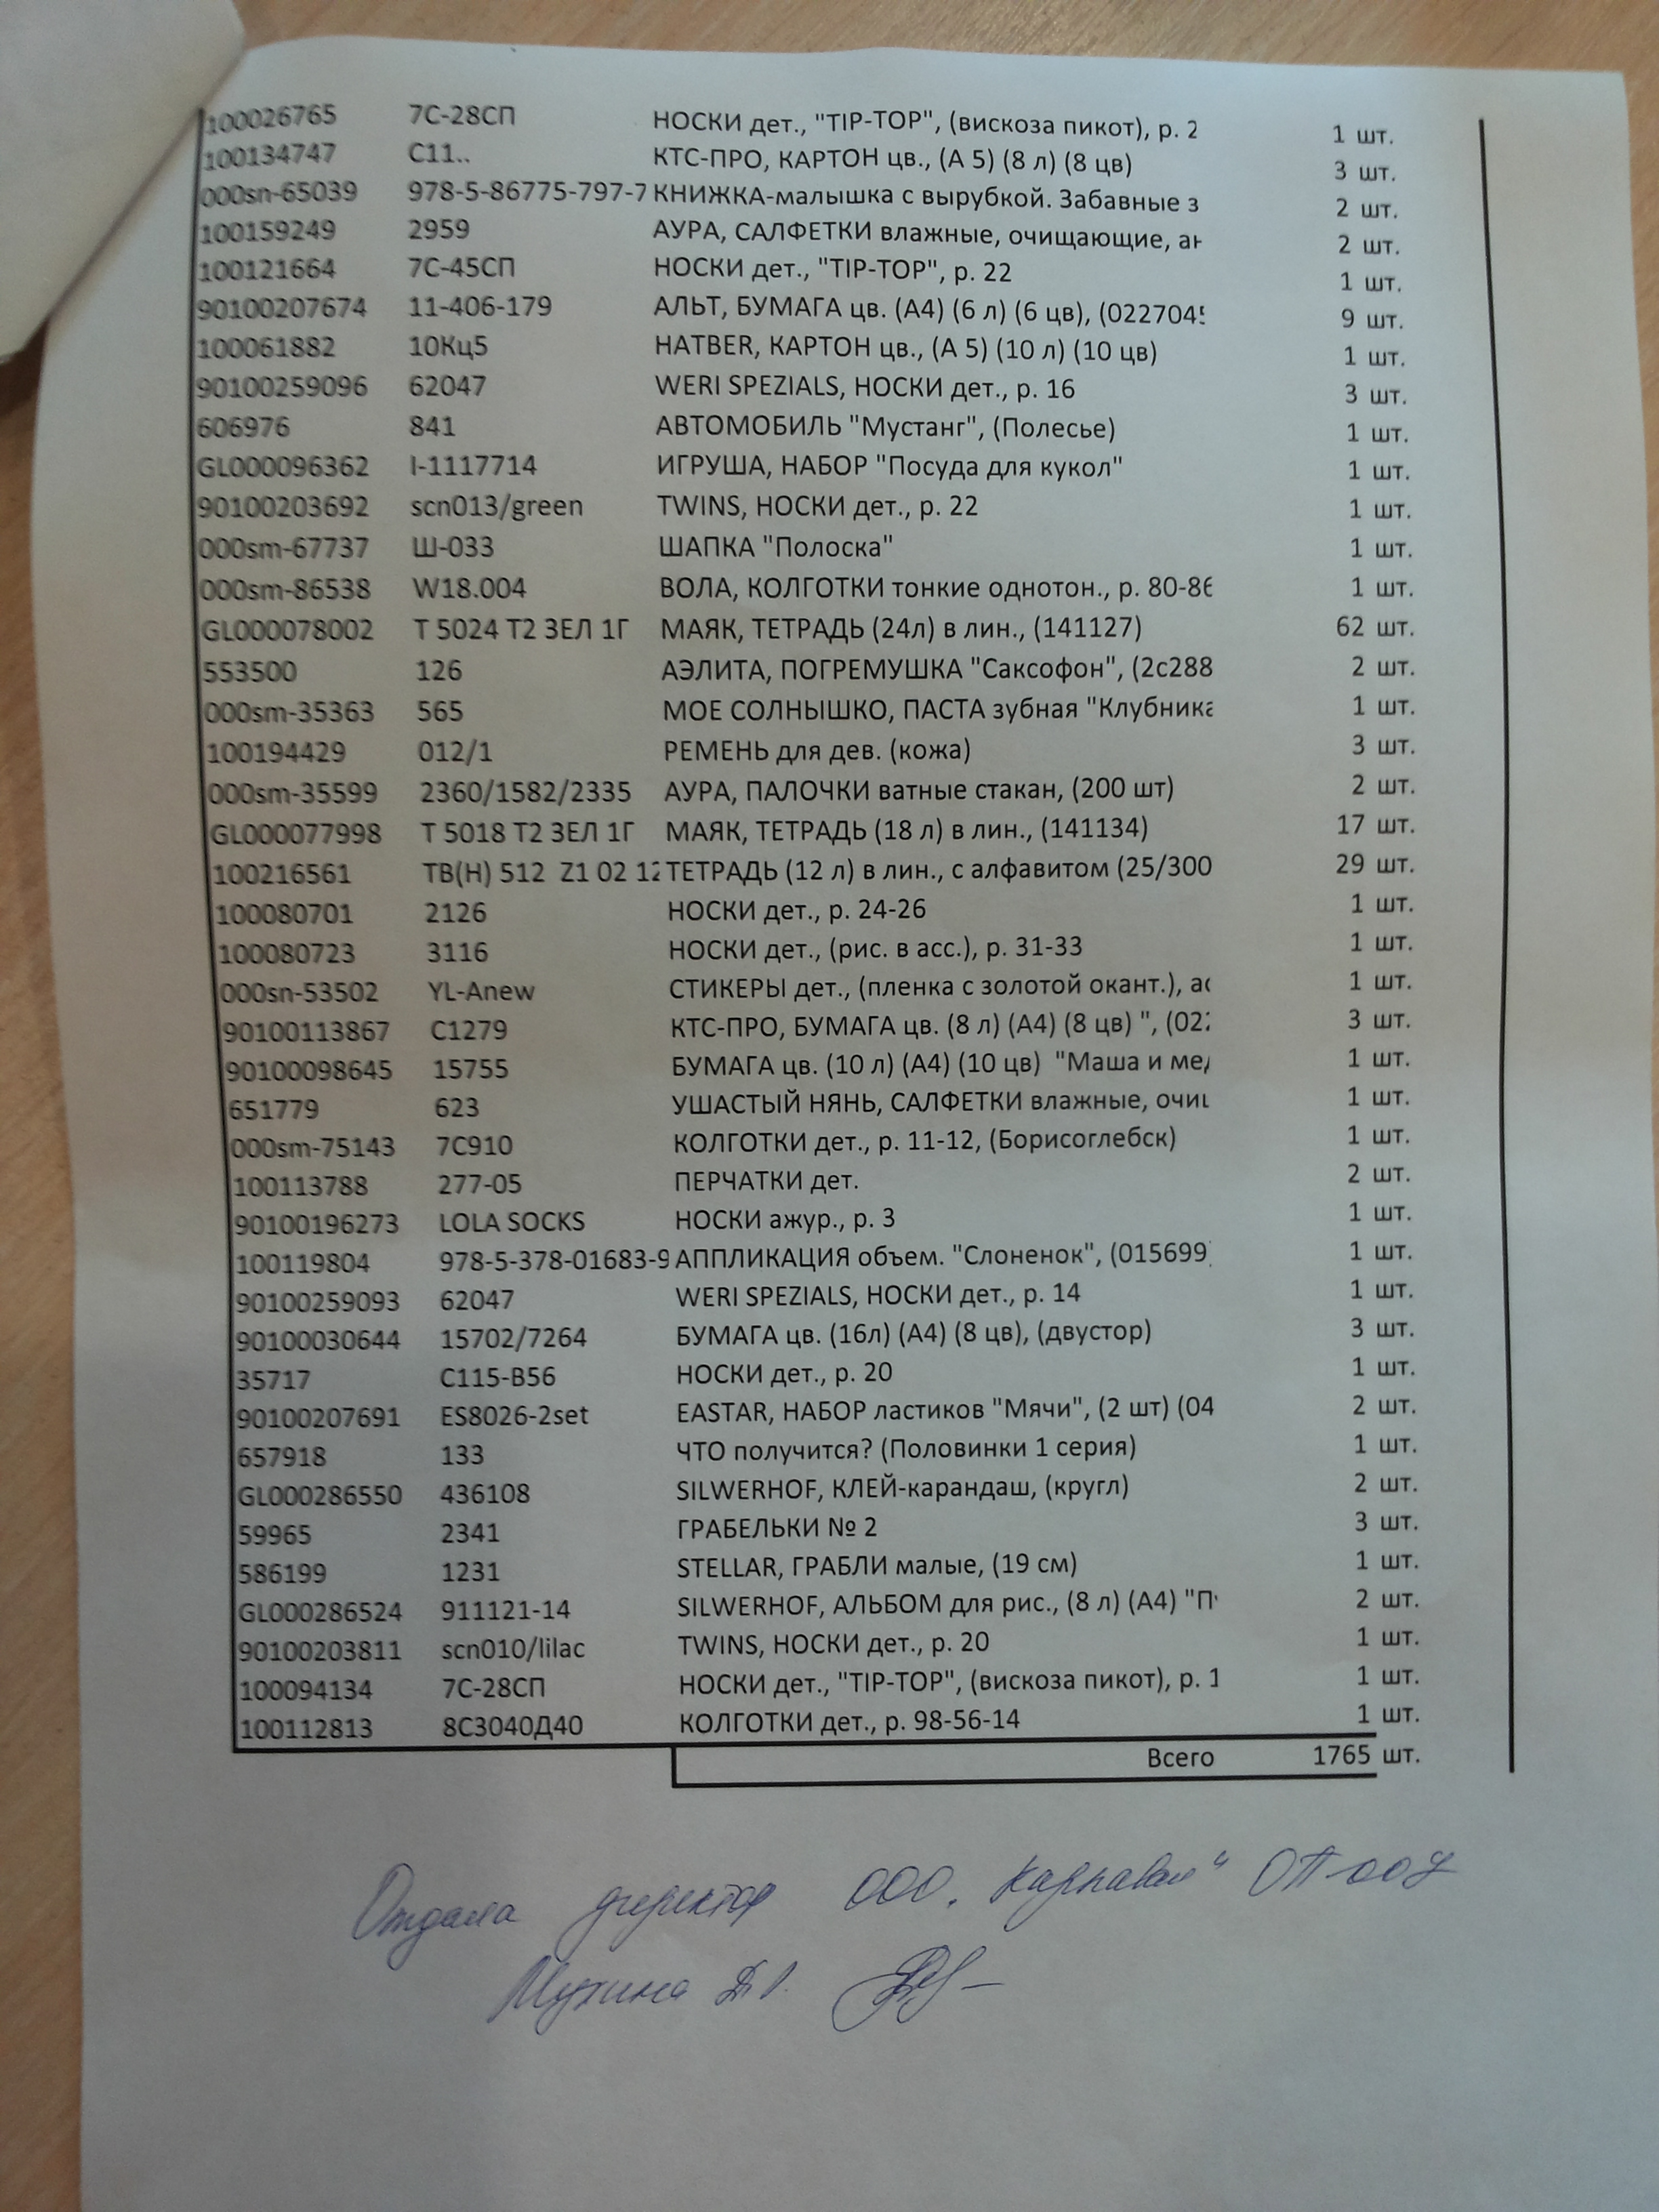 100026765 7С-28СП НОСКИ дет., "TIP-TOP", (вискоза пикот), р. 2 1 шт.
100134747 С11.. КТС-ПРО, КАРТОН цв., (А 5) (8 л) (8 цв) 3 шт.
000sn-65039 978-5-86775-797-7 КНИЖКА-малышка с вырубкой. Забавные з 2 шт.
100159249 2959 АУРА, САЛФЕТКИ влажные, очищающие, ан 2 шт.
100121664 7С-45СП НОСКИ дет., "TIP-TOP", р. 22 1 шт.
90100207674 11-406-179 АЛЬТ, БУМАГА цв. (А4) (6 л) (6 цв), (022704 9 шт.
100061882 10Кц5 HATBER, КАРТОН цв., (А 5) (10 л) (10 цв) 1 шт.
90100259096 62047 WERI SPEZIALS, НОСКИ дет., р. 16 3 шт.
606976 841 АВТОМОБИЛЬ "Мустанг", (Полесье) 1 шт.
GL000096362 I-1117714 ИГРУША, НАБОР "Посуда для кукол" 1 шт.
90100203692 scn013/green TWINS, НОСКИ дет., р. 22 1 шт.
000sm-67737 Ш-033 ШАПКА "Полоска" 1 шт.
000sm-86538 W18.004 ВОЛА, КОЛГОТКИ тонкие однотон., р. 80-86 1 шт.
GL000078002 Т 5024 Т2 ЗЕЛ 1Г МАЯК, ТЕТРАДЬ (24л) в лин., (141127) 62 шт.
553500 126 АЭЛИТА, ПОГРЕМУШКА "Саксофон", (2с288 2 шт.
000sm-35363 565 МОЕ СОЛНЫШКО, ПАСТА зубная "Клубника 1 шт.
100194429 012/1 РЕМЕНЬ для дев. (кожа) 3 шт.
000sm-35599 2360/1582/2335 АУРА, ПАЛОЧКИ ватные стакан, (200 шт) 2 шт.
GL000077998 Т 5018 Т2 ЗЕЛ 1Г МАЯК, ТЕТРАДЬ (18 л) в лин., (141134) 17 шт.
100216561 ТВ(Н) 512 Z1 02 12 ТЕТРАДЬ (12 л) в лин., с алфавитом (25/300 29 шт.
100080701 2126 НОСКИ дет., р. 24-26 1 шт.
100080723 3116 НОСКИ дет., (рис. в асс.), р. 31-33 1 шт.
000sn-53502 YL-Anew СТИКЕРЫ дет., (пленка с золотой окант.), ас 1 шт.
90100113867 С1279 КТС-ПРО, БУМАГА цв. (8 л) (А4) (8 цв) ", (02 3 шт.
90100098645 15755 БУМАГА цв. (10 л) (А4) (10 цв) "Маша и мед 1 шт.
651779 623 УШАСТЫЙ НЯНЬ, САЛФЕТКИ влажные, очищ 1 шт.
000sm-75143 7С910 КОЛГОТКИ дет., р. 11-12, (Борисоглебск) 1 шт.
100113788 277-05 ПЕРЧАТКИ дет. 2 шт.
90100196273 LOLA SOCKS НОСКИ ажур., р. 3 1 шт.
100119804 978-5-378-01683-9 АППЛИКАЦИЯ объем. "Слоненок", (015699 1 шт.
90100259093 62047 WERI SPEZIALS, НОСКИ дет., р. 14 1 шт.
90100030644 15702/7264 БУМАГА цв. (16л) (А4) (8 цв), (двустор) 3 шт.
35717 С115-В56 НОСКИ дет., р. 20 1 шт.
90100207691 ES8026-2set EASTAR, НАБОР ластиков "Мячи", (2 шт) (04 2 шт.
657918 133 ЧТО получится? (Половинки 1 серия) 1 шт.
GL000286550 436108 SILWERHOF, КЛЕЙ-карандаш, (кругл) 2 шт.
59965 2341 ГРАБЕЛЬКИ № 2 3 шт.
586199 1231 STELLAR, ГРАБЛИ малые, (19 см) 1 шт.
GL000286524 911121-14 SILWERHOF, АЛЬБОМ для рис., (8 л) (А4) "П 2 шт.
90100203811 scn010/lilac TWINS, НОСКИ дет., р. 20 1 шт.
100094134 7С-28СП НОСКИ дет., "TIP-TOP", (вискоза пикот), р. 1 1 шт.
100112813 8С3040Д40 КОЛГОТКИ дет., р. 98-56-14 1 шт.
Всего 1765 шт.
Отдала директор ООО „Карнавал" ОП-007
Мухина